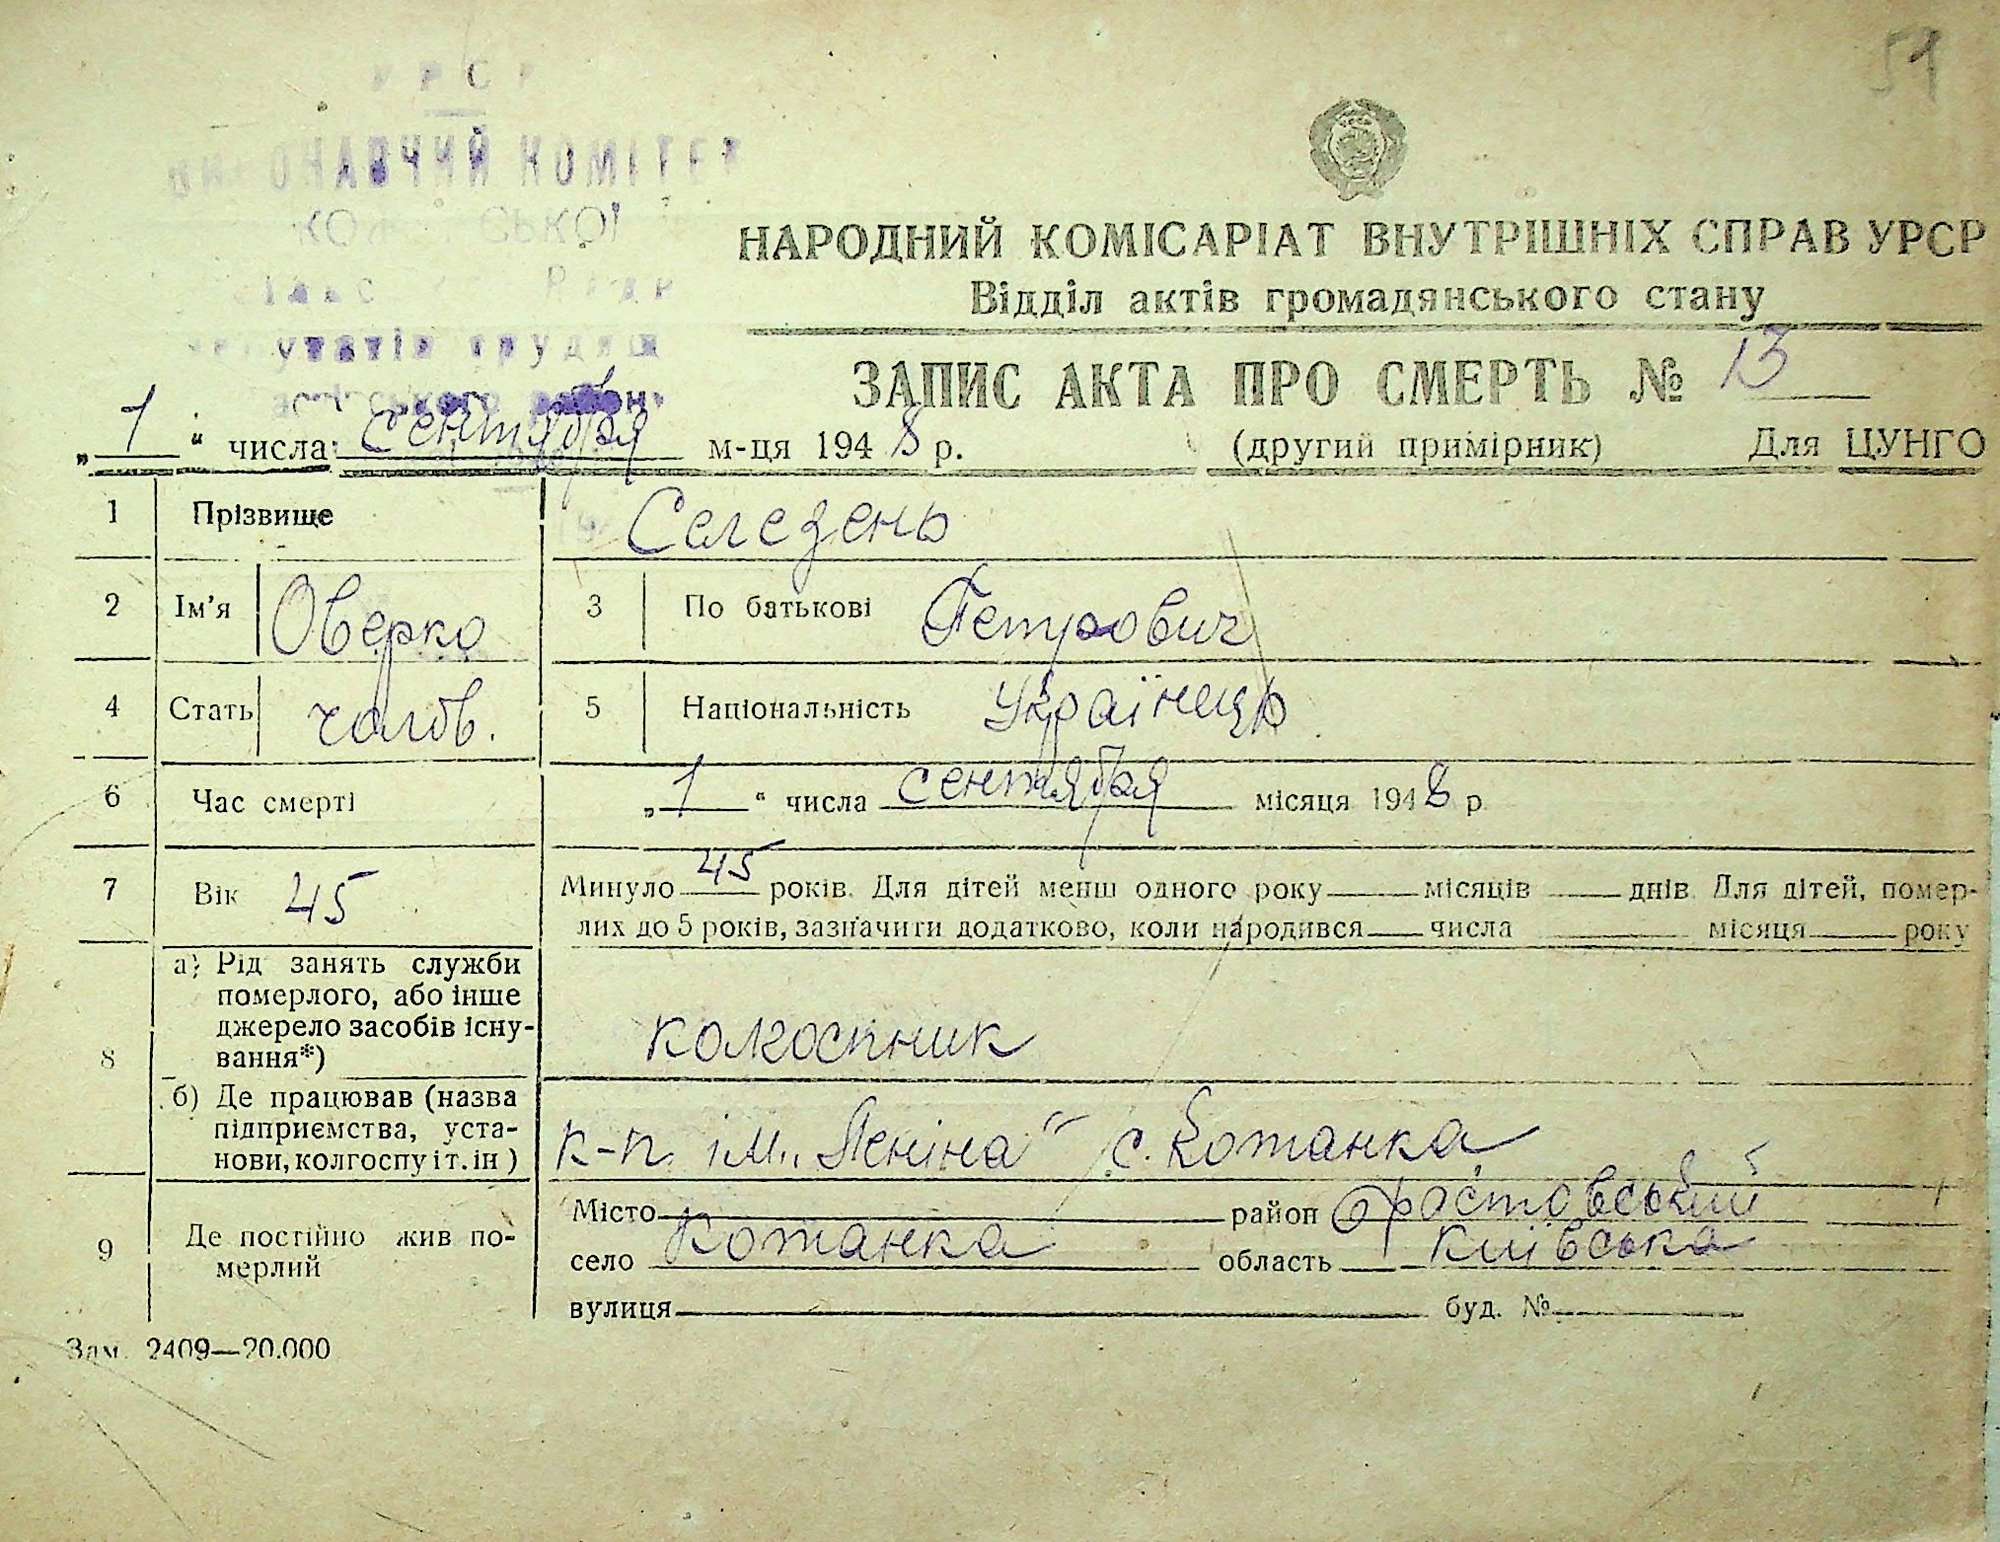 51
УРСР
ВИКОНАВЧИЙ КОМІТЕТ
НАРОДНИЙ КОМІСАРІАТ ВНУТРІШНІХ СПРАВ УРСР
Відділ актів громадянського стану
ЗАПИС АКТА ПРО СМЕРТЬ № 13
„1“ числа сентября м-ця 1948 р. (другий примірник) Для ЦУНГО
1 Прізвище Селезень
2 Ім'я Оверко 3 По батькові Петрович
4 Стать чолов. 5 Національність Українець
6 Час смерті „1“ числа сентября місяця 1948 р
7 Вік 45 Минуло 45 років. Для дітей менш одного року місяців днів. Для дітей, помер-
лих до 5 років, зазначити додатково, коли народився числа місяця року
8 а) Рід занять служби
померлого, або інше
джерело засобів існу-
вання*) колгоспник
б) Де працював (назва
підприємства, уста-
нови, колгоспу і т. ін) к-п. ім. „Леніна“ с. Котанка
9 Де постійно жив по-
мерлий
Місто район Фастовський
село Котанка область Київська
вулиця буд. №
Зам. 2409—20.000